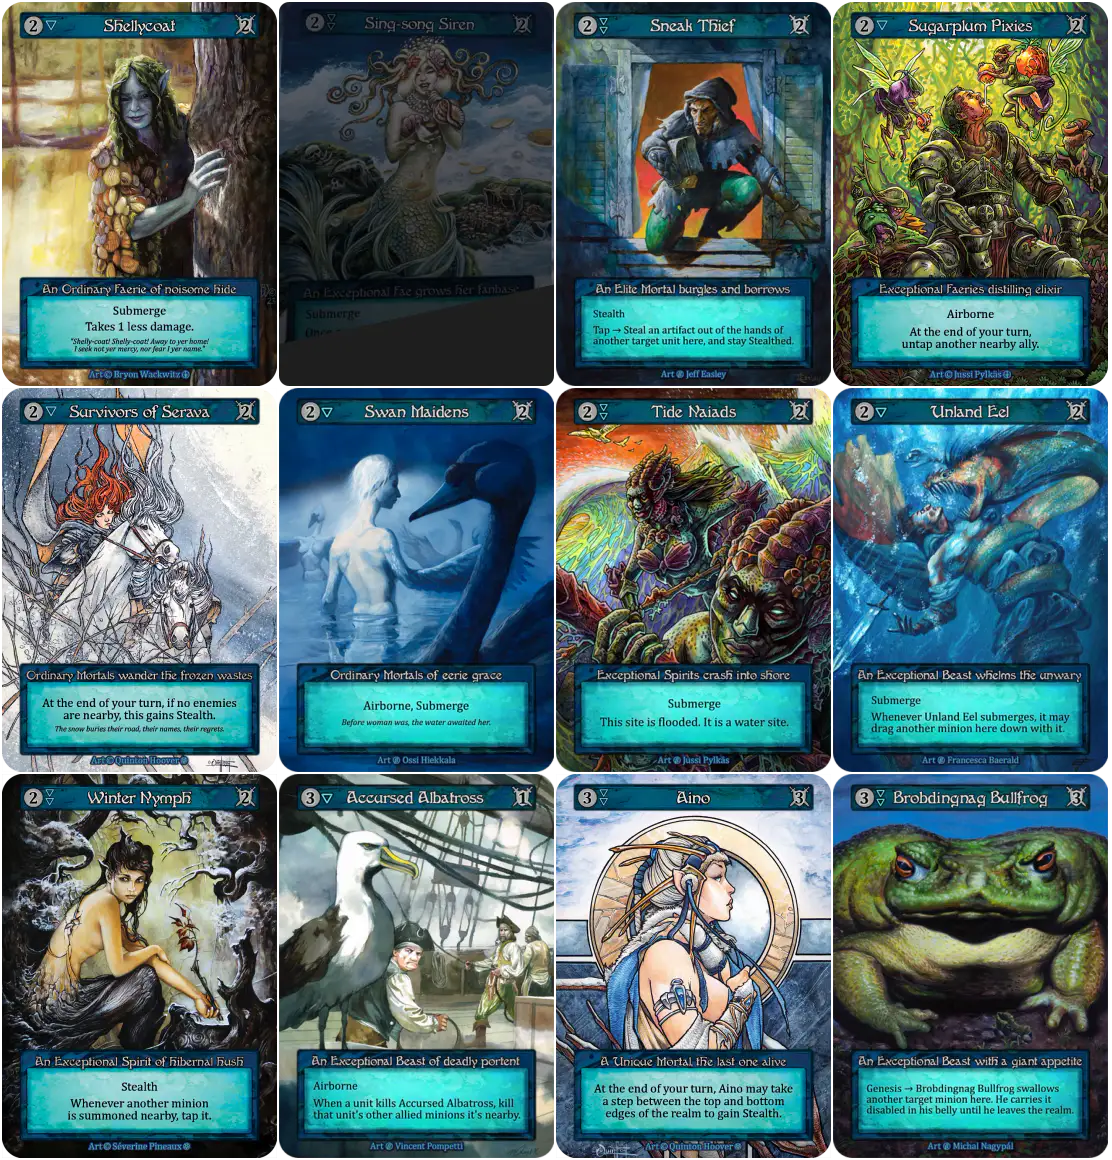 2 Shellycoat 2
An Ordinary Faerie of noisome hide
Submerge
Takes 1 less damage.
"Shelly-coat! Shelly-coat! Away to yer home!
I seek not yer mercy, nor fear I yer name."
Art © Bryon Wackwitz
2 Sing-song Siren 2
An Exceptional Fae grows her fanbase
Submerge
2 Sneak Thief 2
An Elite Mortal burgles and borrows
Stealth
Tap → Steal an artifact out of the hands of
another target unit here, and stay Stealthed.
Art Jeff Easley
2 Sugarplum Pixies 2
Exceptional Faeries distilling elixir
Airborne
At the end of your turn,
untap another nearby ally.
Art © Jussi Pylkäs
2 Survivors of Serava 2
Ordinary Mortals wander the frozen wastes
At the end of your turn, if no enemies
are nearby, this gains Stealth.
The snow buries their road, their names, their regrets.
Art © Quinton Hoover
2 Swan Maidens 2
Ordinary Mortals of eerie grace
Airborne, Submerge
Before woman was, the water awaited her.
Art Ossi Hiekkala
2 Tide Naiads 2
Exceptional Spirits crash into shore
Submerge
This site is flooded. It is a water site.
Art Jussi Pylkäs
2 Unland Eel 2
An Exceptional Beast whelms the unwary
Submerge
Whenever Unland Eel submerges, it may
drag another minion here down with it.
Art Francesca Baerald
2 Winter Nymph 2
An Exceptional Spirit of hibernal hush
Stealth
Whenever another minion
is summoned nearby, tap it.
Art © Séverine Pineaux
3 Accursed Albatross 1
An Exceptional Beast of deadly portent
Airborne
When a unit kills Accursed Albatross, kill
that unit's other allied minions it's nearby.
Art Vincent Pompetti
3 Aino 3
A Unique Mortal the last one alive
At the end of your turn, Aino may take
a step between the top and bottom
edges of the realm to gain Stealth.
Art © Quinton Hoover
3 Brobdingnag Bullfrog 3
An Exceptional Beast with a giant appetite
Genesis → Brobdingnag Bullfrog swallows
another target minion here. He carries it
disabled in his belly until he leaves the realm.
Art Michal Nagypál